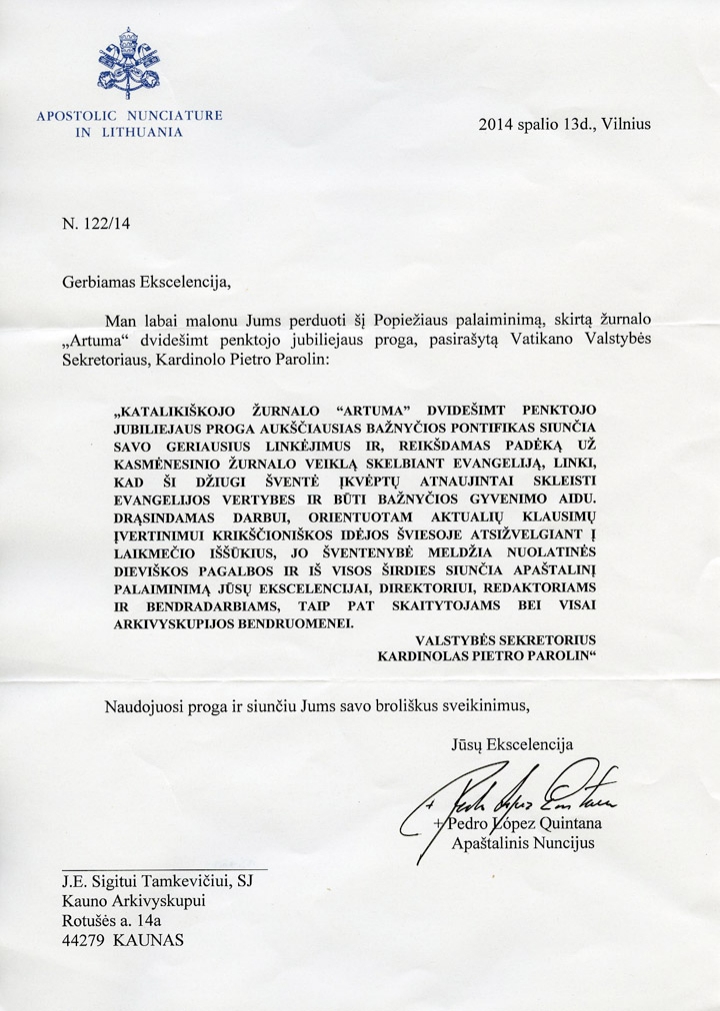 APOSTOLIC NUNCIATURE
IN LITHUANIA
2014 spalio 13d., Vilnius
N. 122/14
Gerbiamas Ekscelencija,
Man labai malonu Jums perduoti šį Popiežiaus palaiminimą, skirtą žurnalo
„Artuma“ dvidešimt penktojo jubiliejaus proga, pasirašytą Vatikano Valstybės
Sekretoriaus, Kardinolo Pietro Parolin:
„KATALIKIŠKOJO ŽURNALO “ARTUMA” DVIDEŠIMT PENKTOJO
JUBILIEJAUS PROGA AUKŠČIAUSIAS BAŽNYČIOS PONTIFIKAS SIUNČIA
SAVO GERIAUSIUS LINKĖJIMUS IR, REIKŠDAMAS PADĖKĄ UŽ
KASMĖNESINIO ŽURNALO VEIKLĄ SKELBIANT EVANGELIJĄ, LINKI,
KAD ŠI DŽIUGI ŠVENTĖ ĮKVĖPTŲ ATNAUJINTAI SKLEISTI
EVANGELIJOS VERTYBES IR BŪTI BAŽNYČIOS GYVENIMO AIDU.
DRĄSINDAMAS DARBUI, ORIENTUOTAM AKTUALIŲ KLAUSIMŲ
ĮVERTINIMUI KRIKŠČIONIŠKOS IDĖJOS ŠVIESOJE ATSIŽVELGIANT Į
LAIKMEČIO IŠŠŪKIUS, JO ŠVENTENYBĖ MELDŽIA NUOLATINĖS
DIEVIŠKOS PAGALBOS IR IŠ VISOS ŠIRDIES SIUNČIA APAŠTALINĮ
PALAIMINIMĄ JŪSŲ EKSCELENCIJAI, DIREKTORIUI, REDAKTORIAMS
IR BENDRADARBIAMS, TAIP PAT SKAITYTOJAMS BEI VISAI
ARKIVYSKUPIJOS BENDRUOMENEI.
VALSTYBĖS SEKRETORIUS
KARDINOLAS PIETRO PAROLIN“
Naudojuosi proga ir siunčiu Jums savo broliškus sveikinimus,
Jūsų Ekscelencija
+ Pedro López Quintana
+Pedro López Quintana
Apaštalinis Nuncijus
J.E. Sigitui Tamkevičiui, SJ
Kauno Arkivyskupui
Rotušės a. 14a
44279 KAUNAS